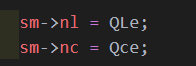 sm->nl = QLe;
sm->nc = Qce;